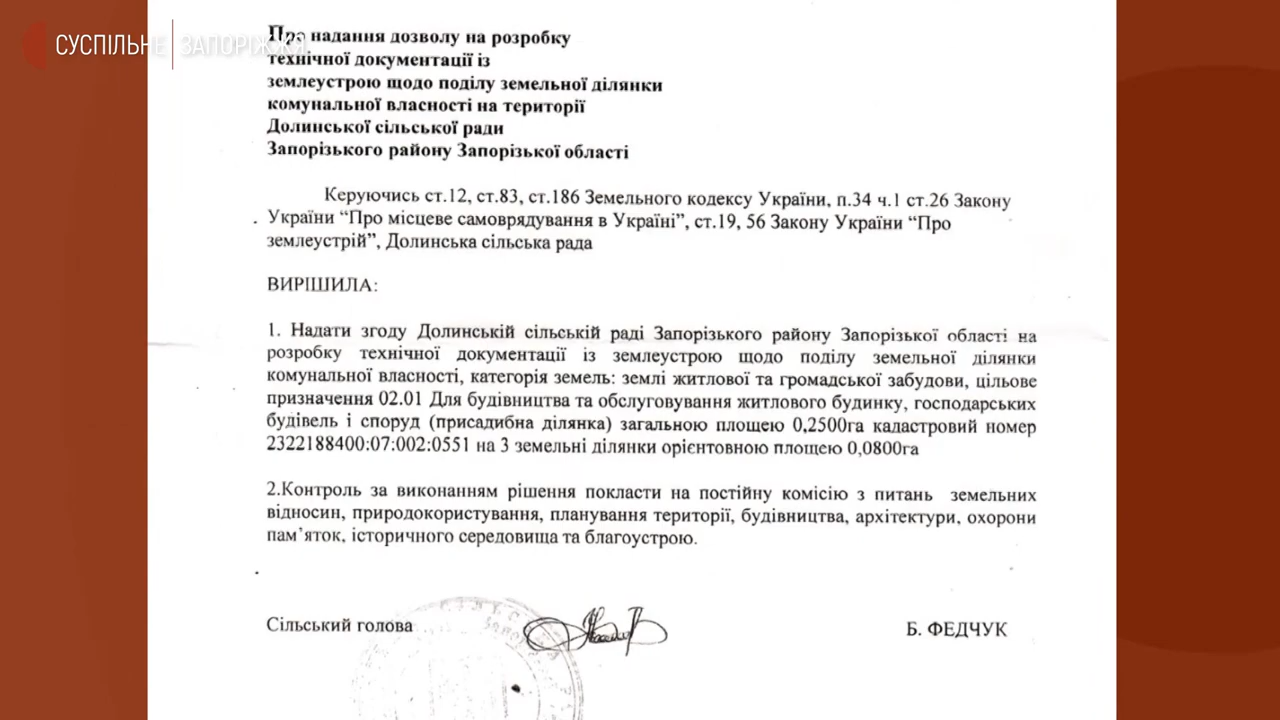 СУСПІЛЬНЕ ЗАПОРІЖЖЯ
Про надання дозволу на розробку
технічної документації із
землеустрою щодо поділу земельної ділянки
комунальної власності на території
Долинської сільської ради
Запорізького району Запорізької області
Керуючись ст.12, ст.83, ст.186 Земельного кодексу України, п.34 ч.1 ст.26 Закону
України “Про місцеве самоврядування в Україні”, ст.19, 56 Закону України “Про
землеустрій”, Долинська сільська рада
ВИРІШИЛА:
1. Надати згоду Долинській сільській раді Запорізького району Запорізької області на
розробку технічної документації із землеустрою щодо поділу земельної ділянки
комунальної власності, категорія земель: землі житлової та громадської забудови, цільове
призначення 02.01 Для будівництва та обслуговування житлового будинку, господарських
будівель і споруд (присадибна ділянка) загальною площею 0,2500га кадастровий номер
2322188400:07:002:0551 на 3 земельні ділянки орієнтовною площею 0,0800га
2.Контроль за виконанням рішення покласти на постійну комісію з питань земельних
відносин, природокористування, планування території, будівництва, архітектури, охорони
пам’яток, історичного середовища та благоустрою.
Сільський голова
Б. ФЕДЧУК